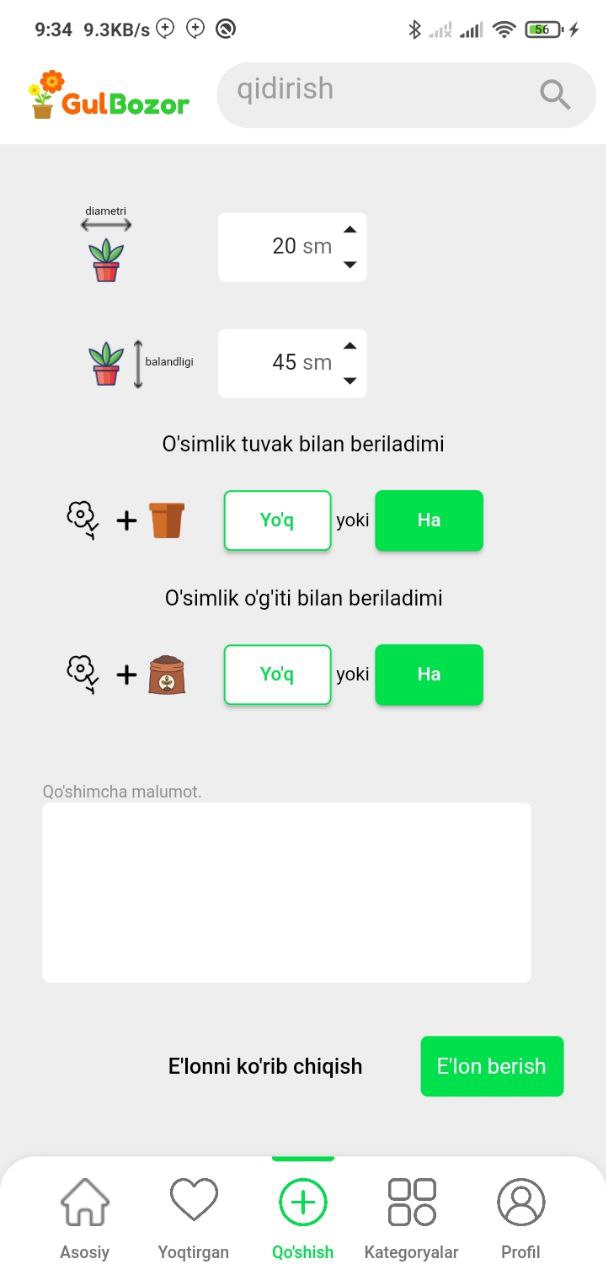 9:34 9.3KB/s 56
GulBozor
qidirish
diametri
20 sm
balandligi
45 sm
O'simlik tuvak bilan beriladimi
Yo'q yoki Ha
O'simlik o'g'iti bilan beriladimi
Yo'q yoki Ha
Qo'shimcha malumot.
E'lonni ko'rib chiqish E'lon berish
Asosiy Yoqtirgan Qo'shish Kategoryalar Profil